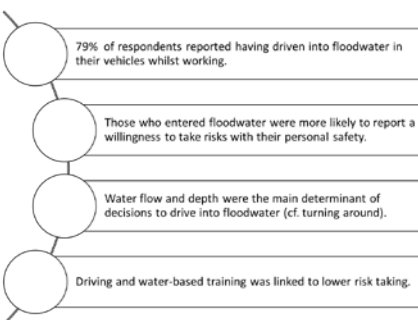 79% of respondents reported having driven into floodwater in
their vehicles whilst working.
Those who entered floodwater were more likely to report a
willingness to take risks with their personal safety.
Water flow and depth were the main determinant of
decisions to drive into floodwater (cf. turning around).
Driving and water-based training was linked to lower risk taking.